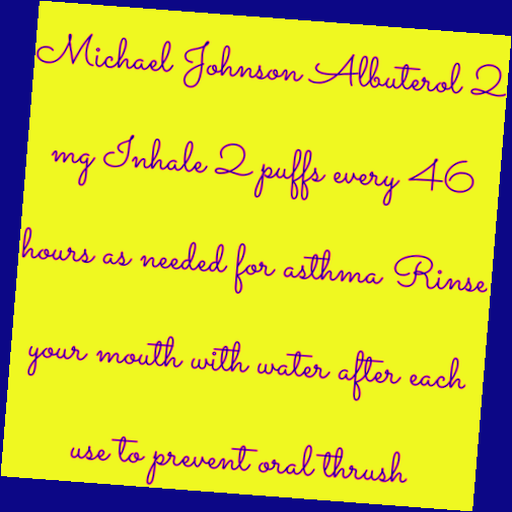 Michael Johnson Albuterol 2
mg Inhale 2 puffs every 46
hours as needed for asthma Rinse
your mouth with water after each
use to prevent oral thrush